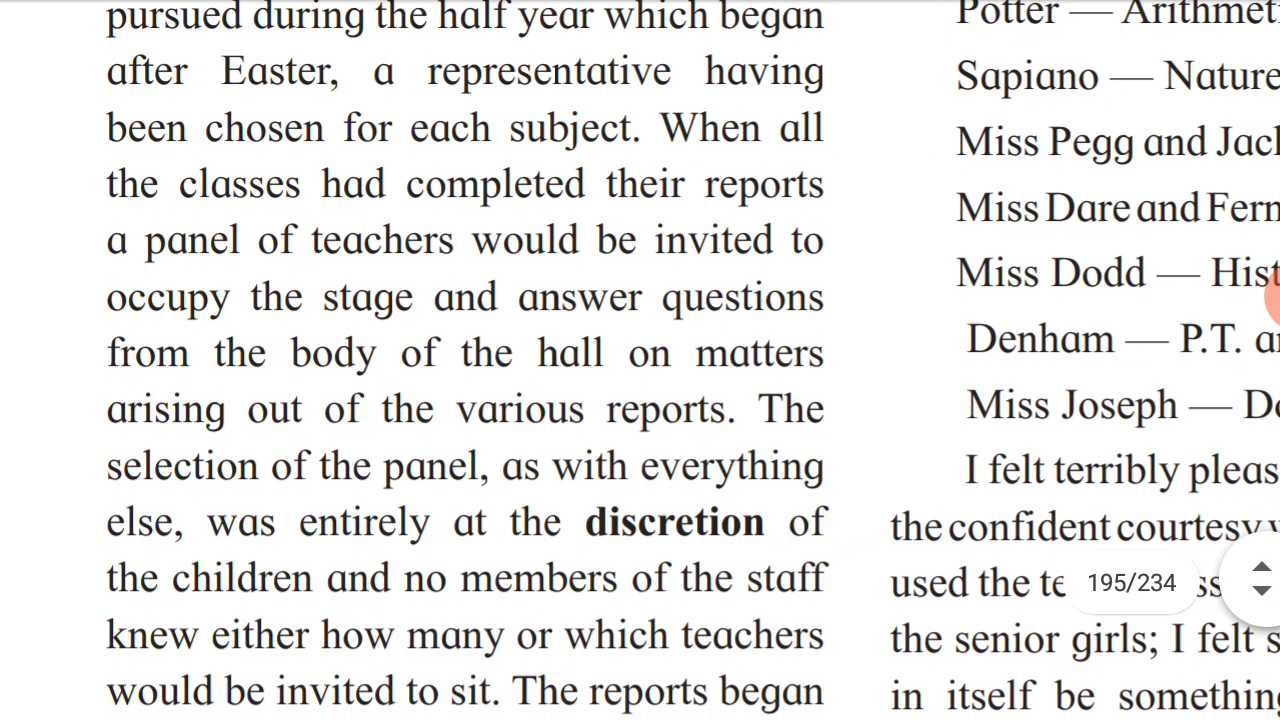 pursued during the half year which began
after Easter, a representative having
been chosen for each subject. When all
the classes had completed their reports
a panel of teachers would be invited to
occupy the stage and answer questions
from the body of the hall on matters
arising out of the various reports. The
selection of the panel, as with everything
else, was entirely at the discretion of
the children and no members of the staff
knew either how many or which teachers
would be invited to sit. The reports began
Potter — Arithmet
Sapiano — Nature
Miss Pegg and Jac
Miss Dare and Fern
Miss Dodd — Hist
Denham — P.T. a
Miss Joseph — Do
I felt terribly pleas
the confident courtesy
used the te
the senior girls; I felt s
in itself be something
195/234